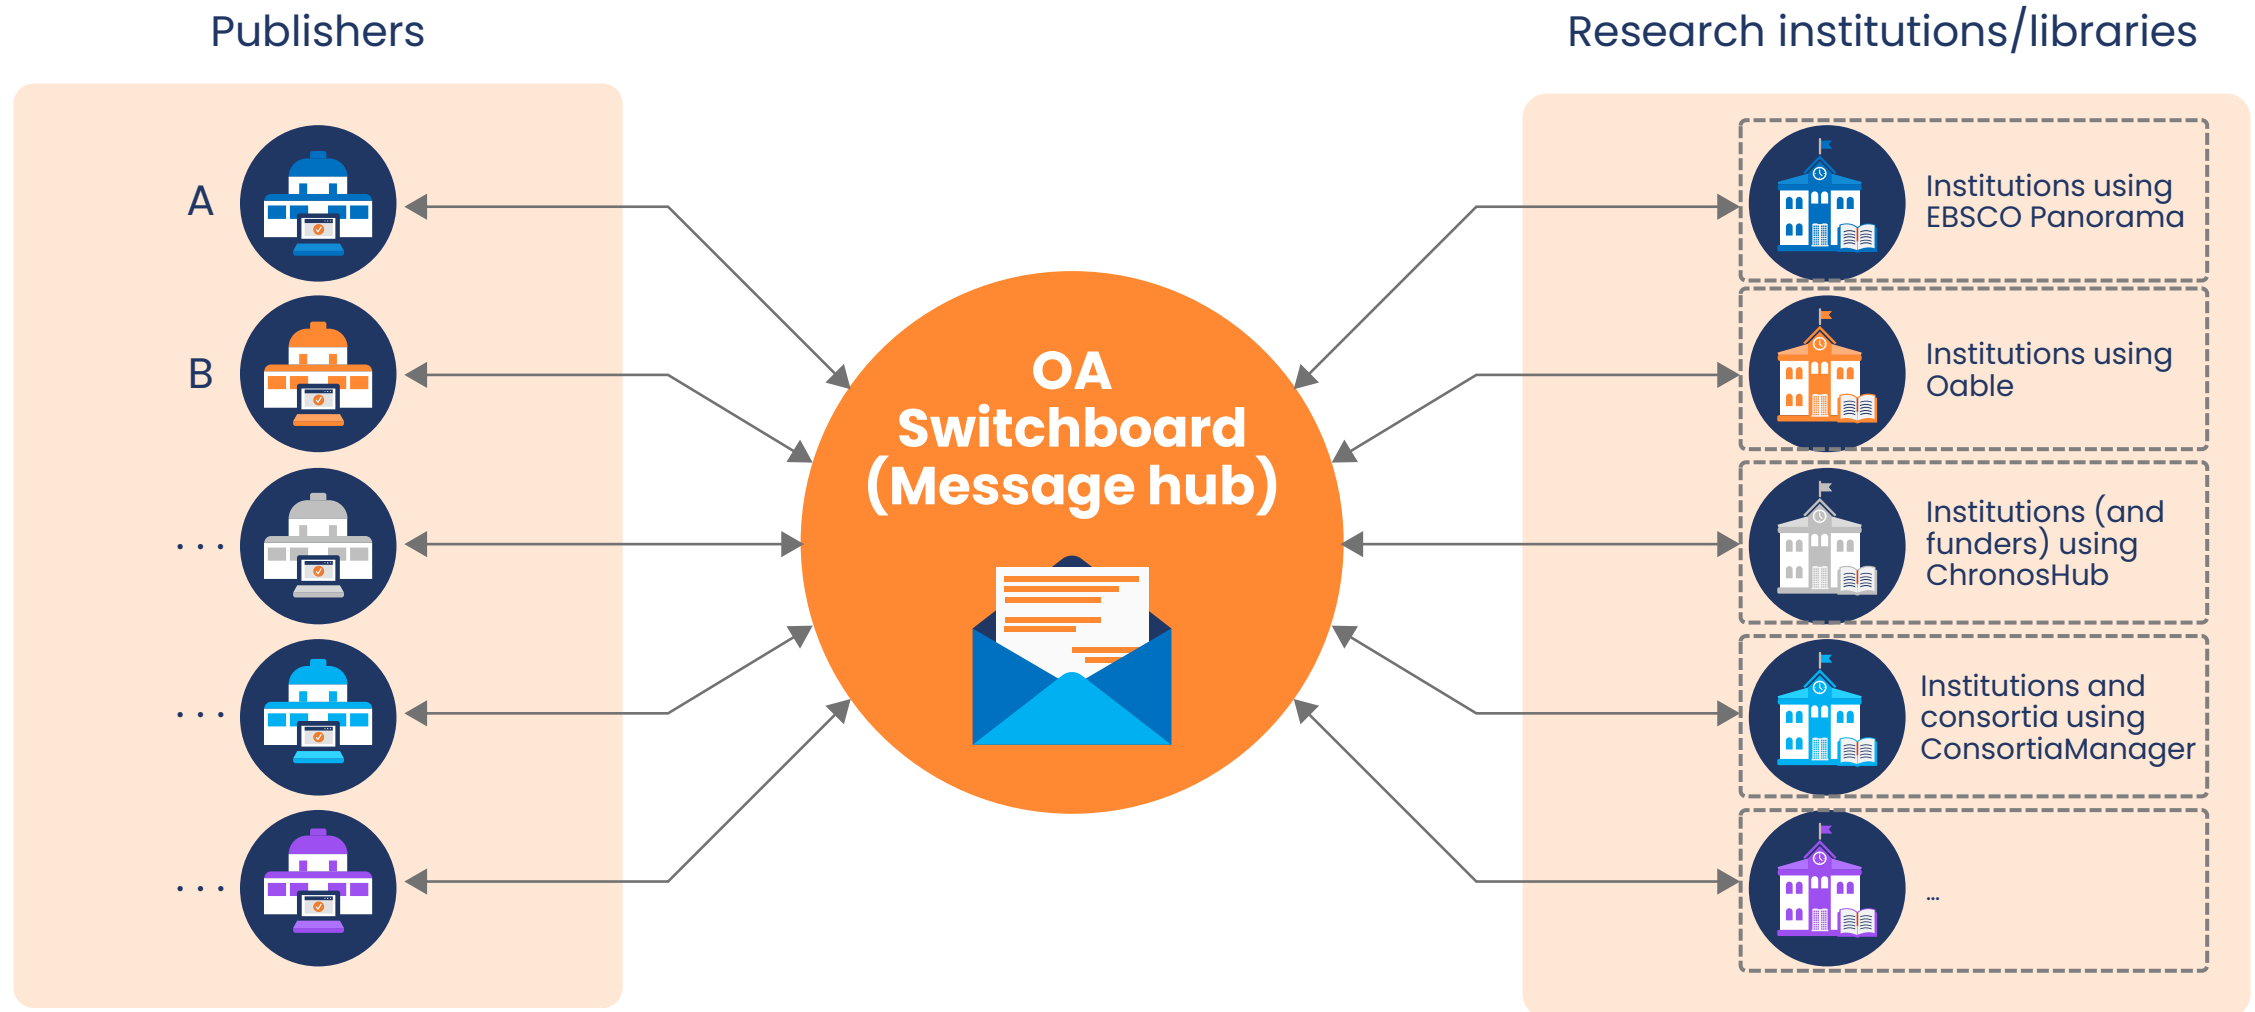 Publishers
Research institutions/libraries
A
B
. . .
. . .
. . .
OA
Switchboard
(Message hub)
Institutions using
EBSCO Panorama
Institutions using
Oable
Institutions (and
funders) using
ChronosHub
Institutions and
consortia using
ConsortiaManager
...